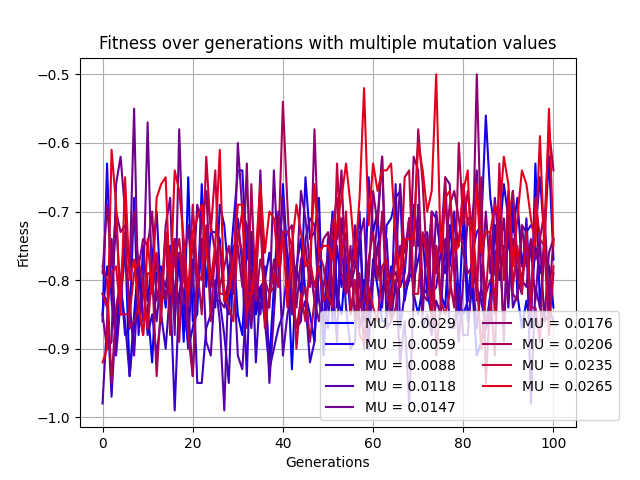 Fitness over generations with multiple mutation values
Fitness
−0.5
−0.6
−0.7
−0.8
−0.9
−1.0
0
20
40
60
80
100
Generations
MU = 0.0029
MU = 0.0059
MU = 0.0088
MU = 0.0118
MU = 0.0147
MU = 0.0176
MU = 0.0206
MU = 0.0235
MU = 0.0265